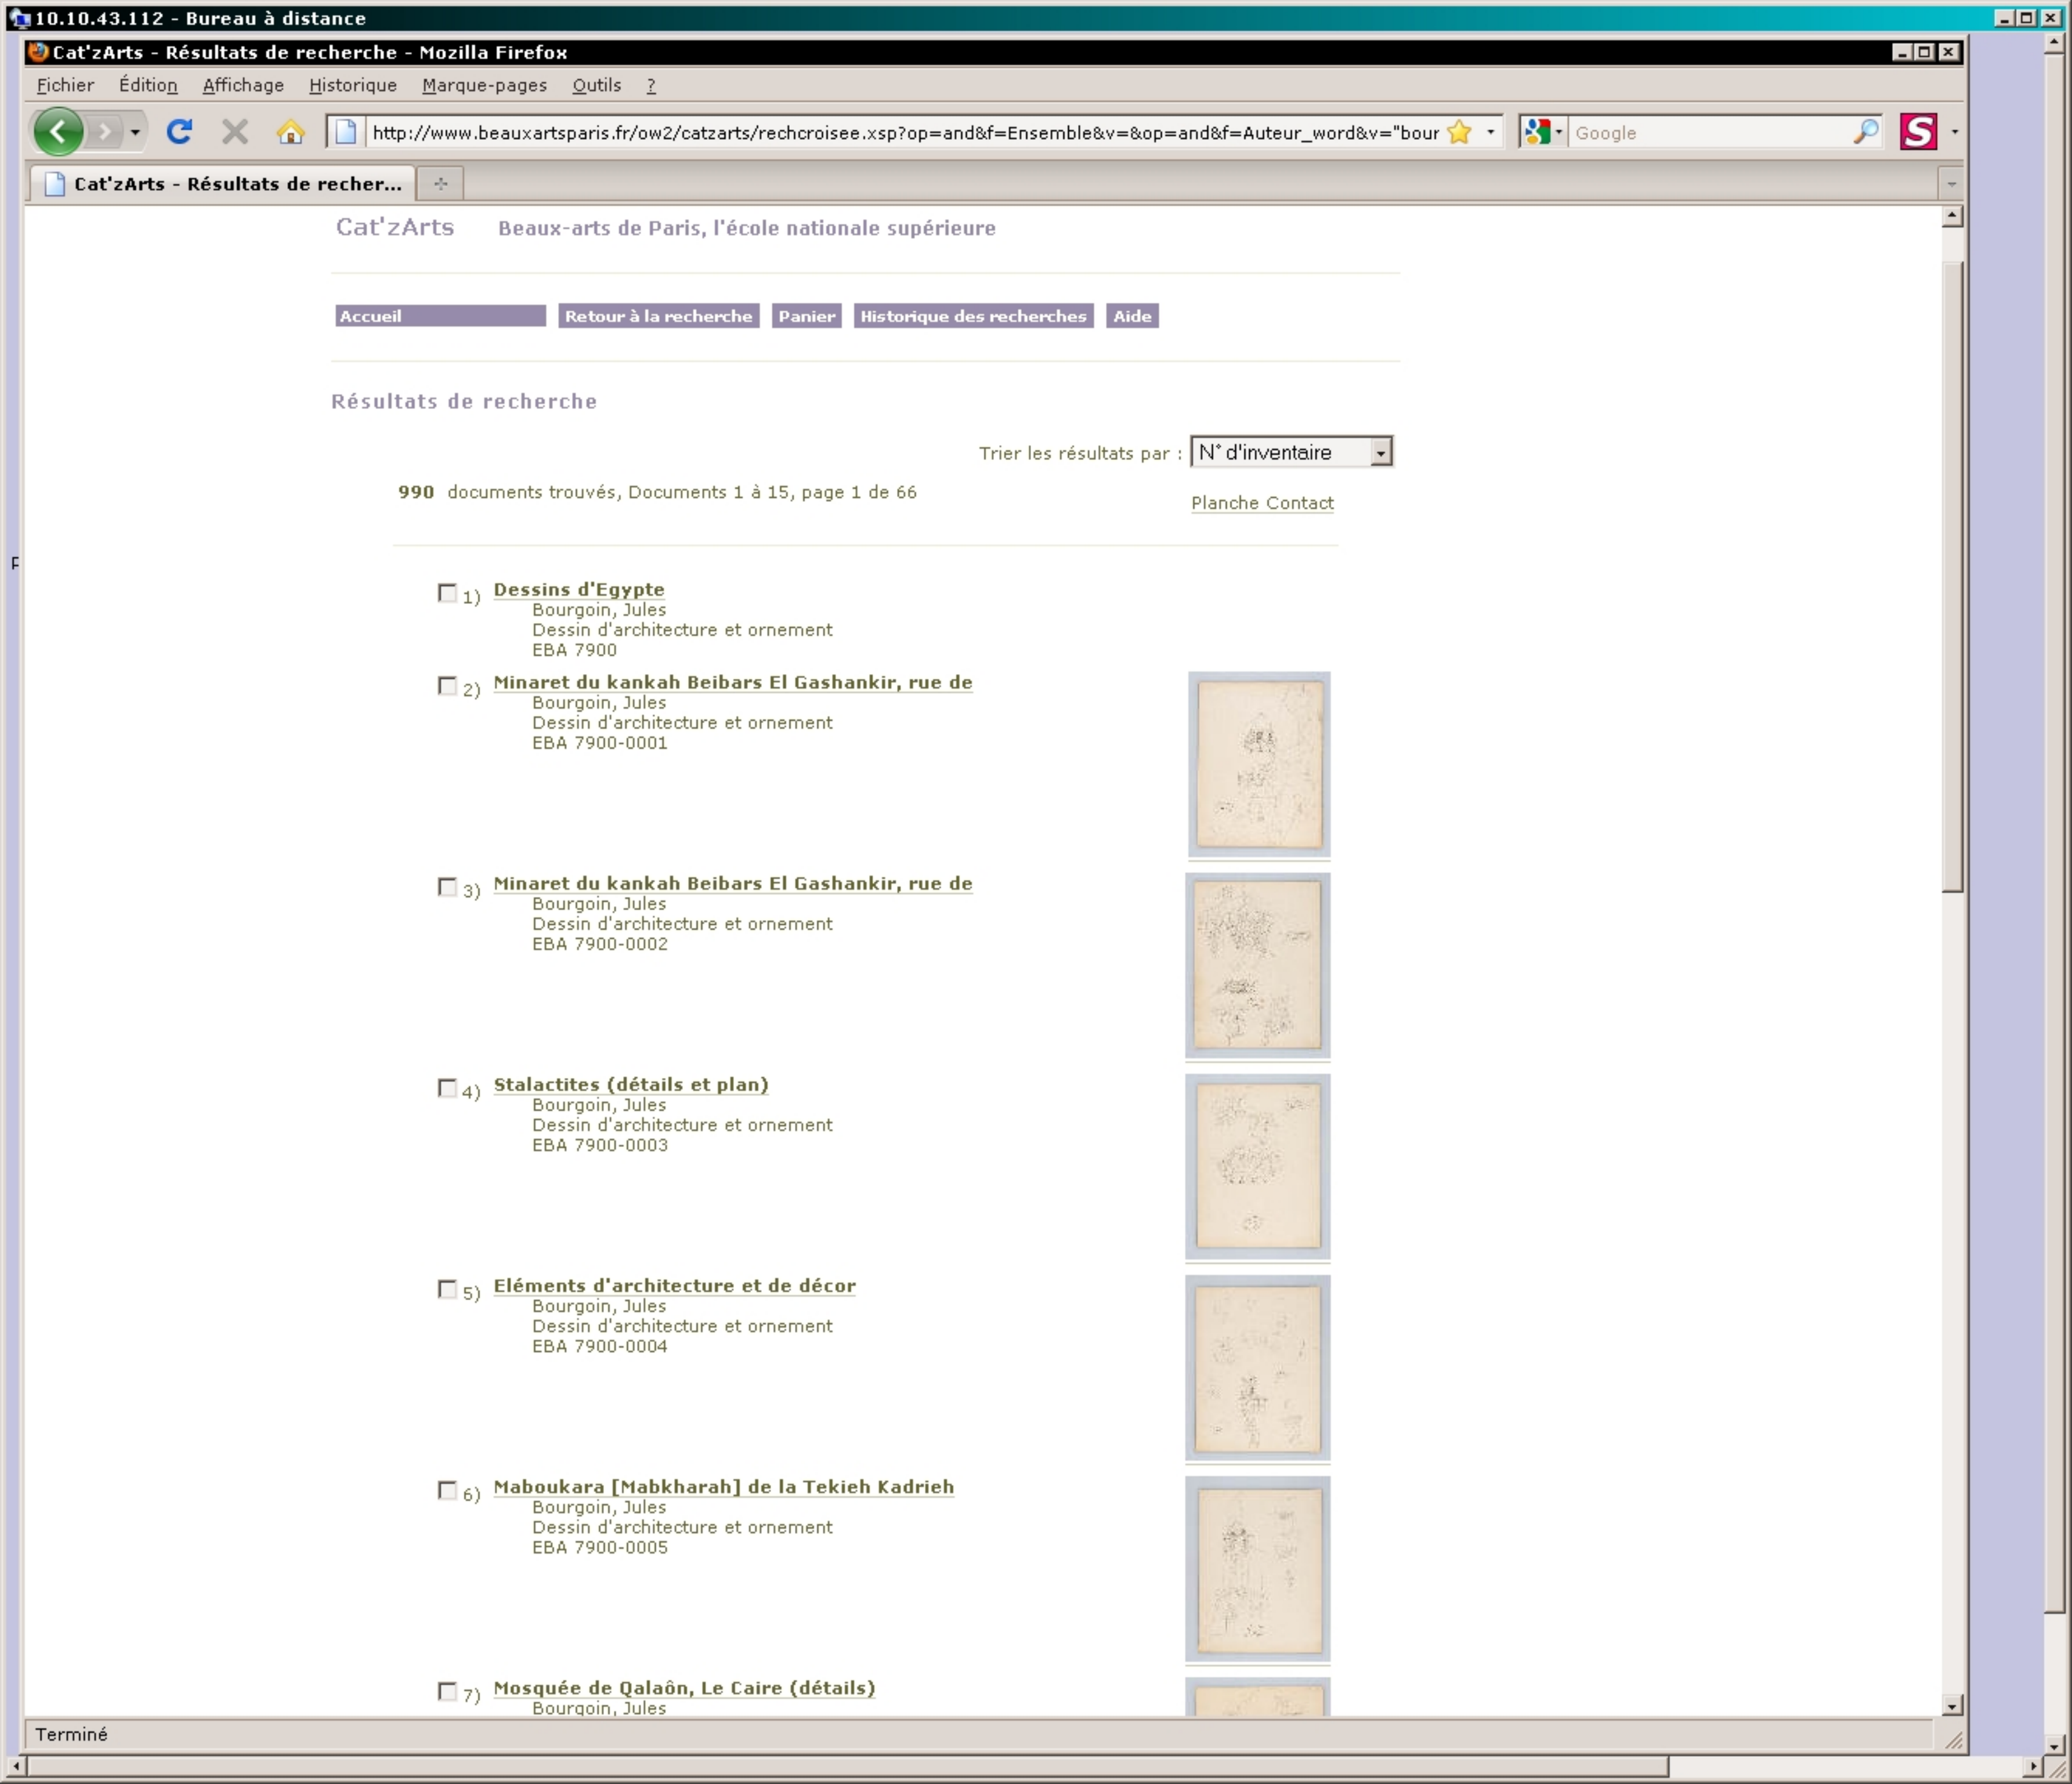 10.10.43.112 - Bureau à distance
Cat'zArts - Résultats de recherche - Mozilla Firefox
Fichier Édition Affichage Historique Marque-pages Outils ?
http://www.beauxartsparis.fr/ow2/catzarts/rechcroisee.xsp?op=and&f=Ensemble&v=&op=and&f=Auteur_word&v="bour
Google
S
Cat'zArts - Résultats de recher...
Cat'zArts Beaux-arts de Paris, l'école nationale supérieure
Accueil Retour à la recherche Panier Historique des recherches Aide
Résultats de recherche
Trier les résultats par : N° d'inventaire
990 documents trouvés, Documents 1 à 15, page 1 de 66
Planche Contact
1) Dessins d'Egypte
Bourgoin, Jules
Dessin d'architecture et ornement
EBA 7900
2) Minaret du kankah Beibars El Gashankir, rue de
Bourgoin, Jules
Dessin d'architecture et ornement
EBA 7900-0001
3) Minaret du kankah Beibars El Gashankir, rue de
Bourgoin, Jules
Dessin d'architecture et ornement
EBA 7900-0002
4) Stalactites (détails et plan)
Bourgoin, Jules
Dessin d'architecture et ornement
EBA 7900-0003
5) Eléments d'architecture et de décor
Bourgoin, Jules
Dessin d'architecture et ornement
EBA 7900-0004
6) Maboukara [Mabkharah] de la Tekieh Kadrieh
Bourgoin, Jules
Dessin d'architecture et ornement
EBA 7900-0005
7) Mosquée de Qalaôn, Le Caire (détails)
Bourgoin, Jules
Terminé